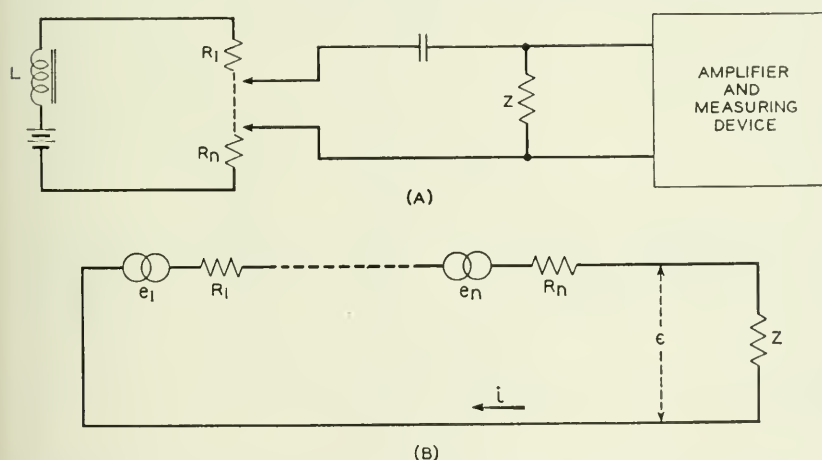 L
R1
Rn
Z
AMPLIFIER
AND
MEASURING
DEVICE
(A)
e1
R1
en
Rn
ε
Z
i
(B)